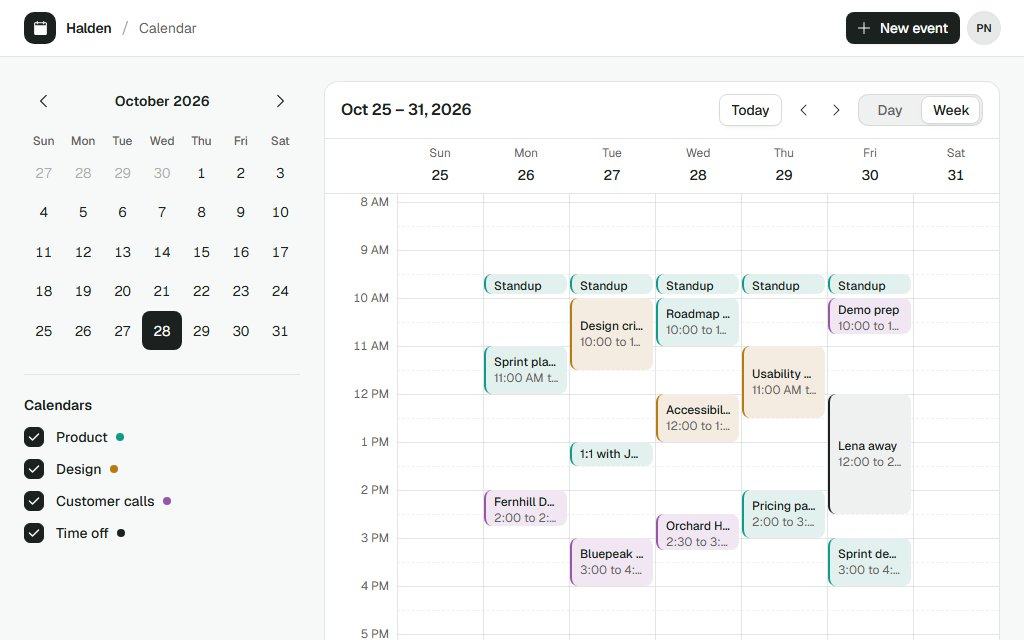 Halden / Calendar
New event
PN
October 2026
Sun Mon Tue Wed Thu Fri Sat
27 28 29 30 1 2 3
4 5 6 7 8 9 10
11 12 13 14 15 16 17
18 19 20 21 22 23 24
25 26 27 28 29 30 31
Calendars
Product
Design
Customer calls
Time off
Oct 25 – 31, 2026
Today
Day Week
Sun Mon Tue Wed Thu Fri Sat
25 26 27 28 29 30 31
8 AM
9 AM
Standup Standup Standup Standup Standup
10 AM
Design cri...
10:00 to 1...
Roadmap ...
10:00 to 1...
Demo prep
10:00 to 1...
11 AM
Sprint pla...
11:00 AM t...
Usability ...
11:00 AM t...
12 PM
Accessibil...
12:00 to 1:...
Lena away
12:00 to 2...
1 PM
1:1 with J...
2 PM
Fernhill D...
2:00 to 2:...
Orchard H...
2:30 to 3:...
Pricing pa...
2:00 to 3:...
3 PM
Bluepeak ...
3:00 to 4:...
Sprint de...
3:00 to 4:...
4 PM
5 PM